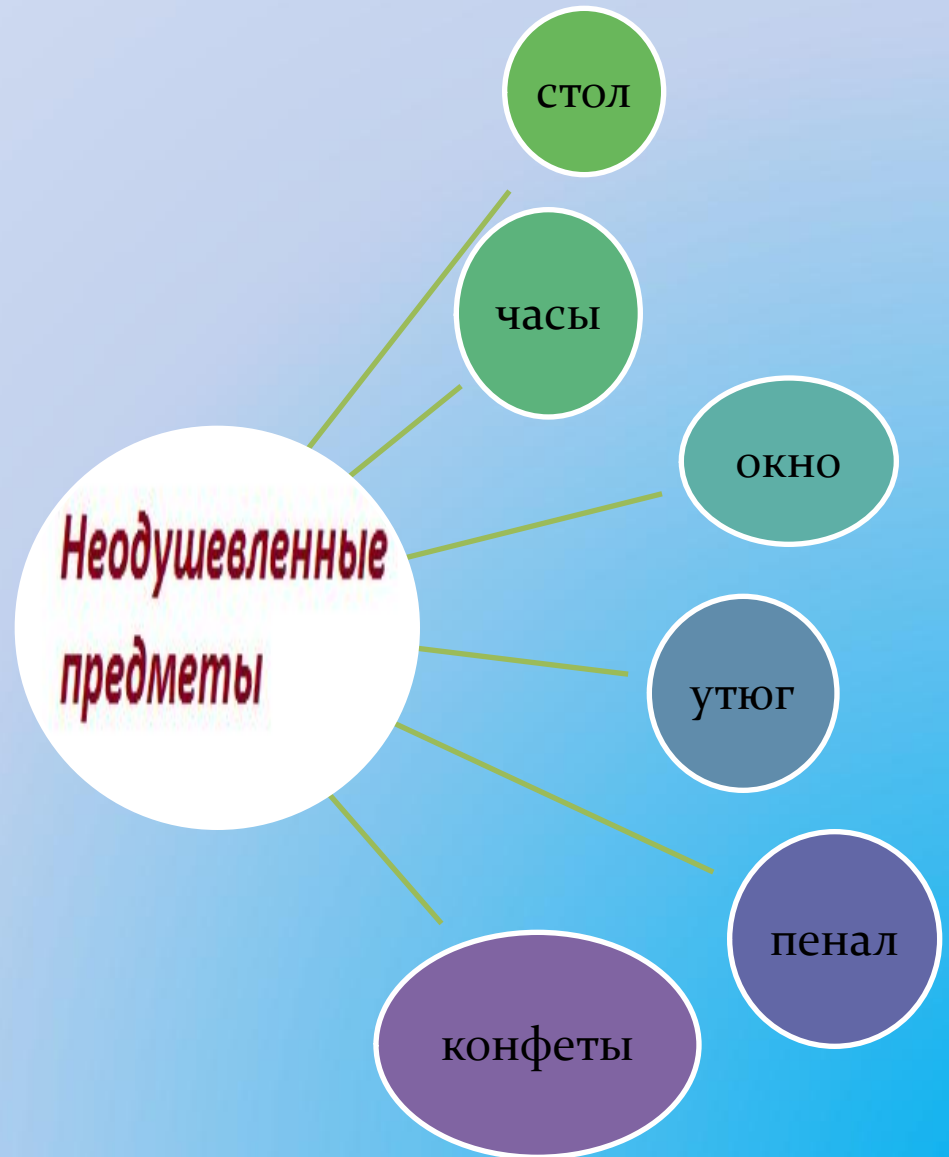 стол
часы
окно
Неодушевленные
предметы
утюг
пенал
конфеты